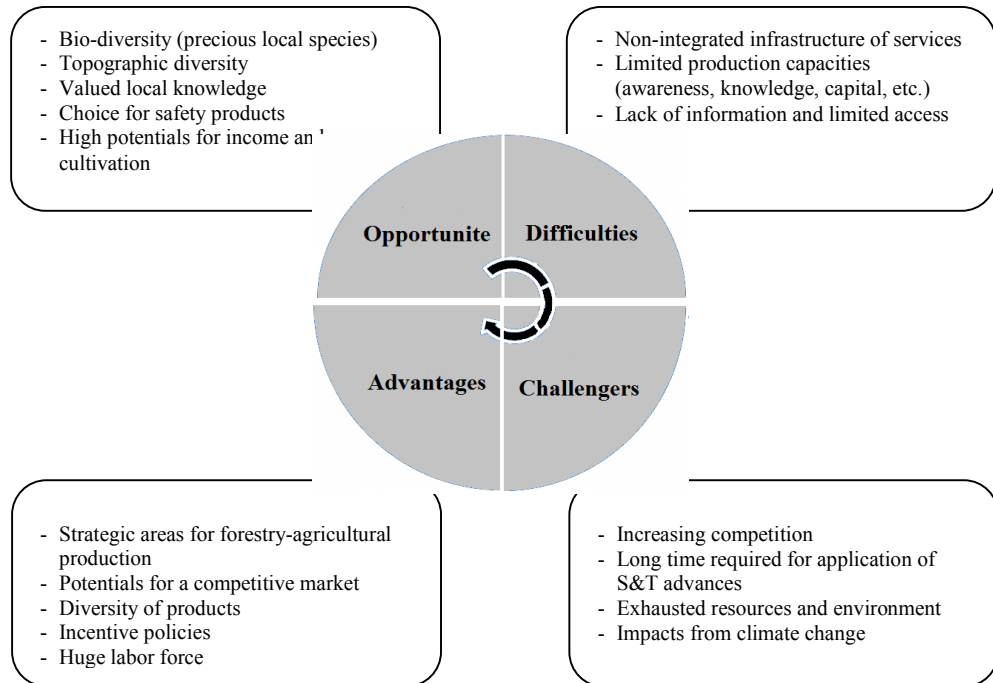 - Bio-diversity (precious local species)
- Topographic diversity
- Valued local knowledge
- Choice for safety products
- High potentials for income
cultivation
- Non-integrated infrastructure of services
- Limited production capacities
(awareness, knowledge, capital, etc.)
- Lack of information and limited access
Opportunite
Difficulties
Advantages
Challengers
- Strategic areas for forestry-agricultural
production
- Potentials for a competitive market
- Diversity of products
- Incentive policies
- Huge labor force
- Increasing competition
- Long time required for application of
S&T advances
- Exhausted resources and environment
- Impacts from climate change